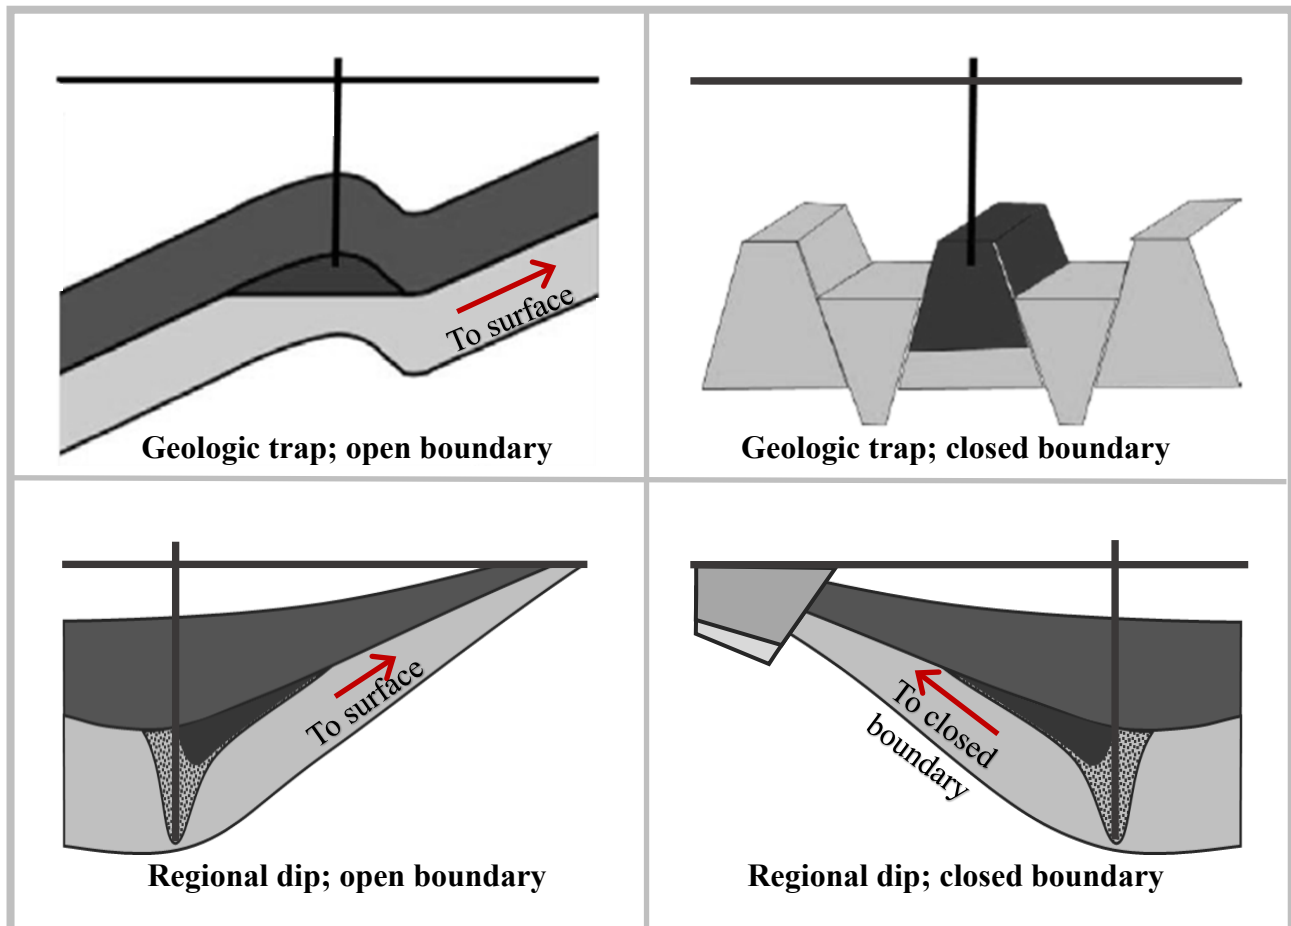 To surface
Geologic trap; open boundary
Geologic trap; closed boundary
To surface
Regional dip; open boundary
To closed
boundary
Regional dip; closed boundary